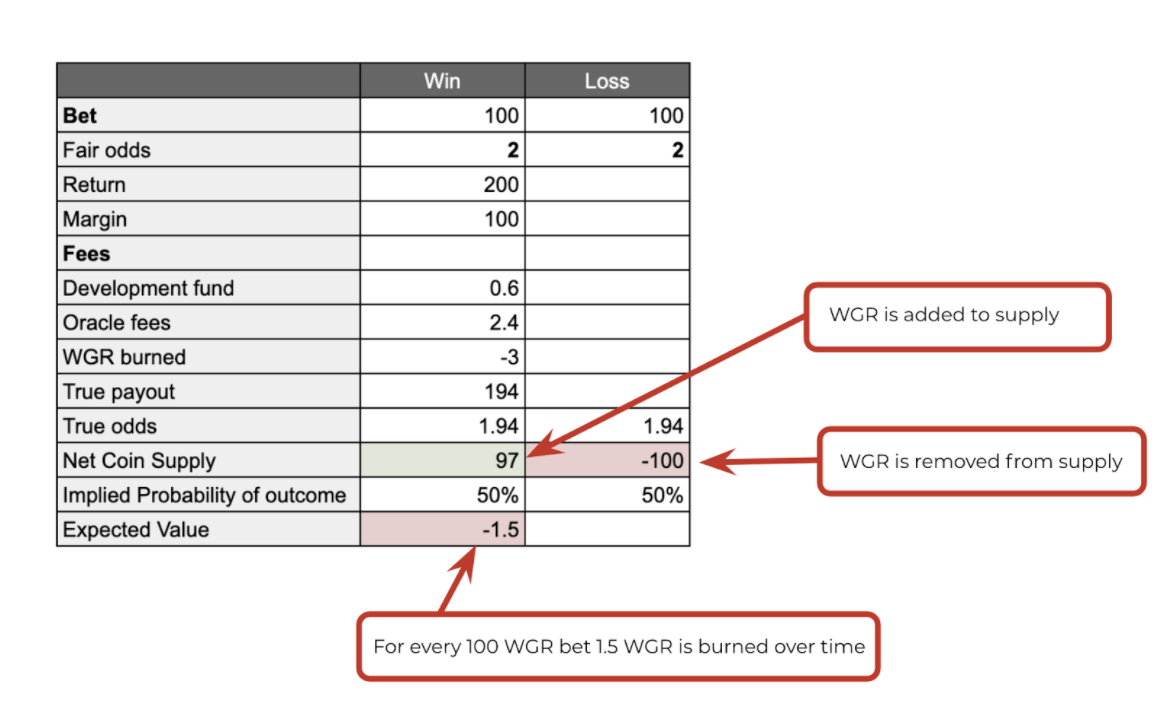 Win Loss
Bet 100 100
Fair odds 2 2
Return 200
Margin 100
Fees
Development fund 0.6
Oracle fees 2.4
WGR burned -3
True payout 194
True odds 1.94 1.94
Net Coin Supply 97 -100
Implied Probability of outcome 50% 50%
Expected Value -1.5
WGR is added to supply
WGR is removed from supply
For every 100 WGR bet 1.5 WGR is burned over time